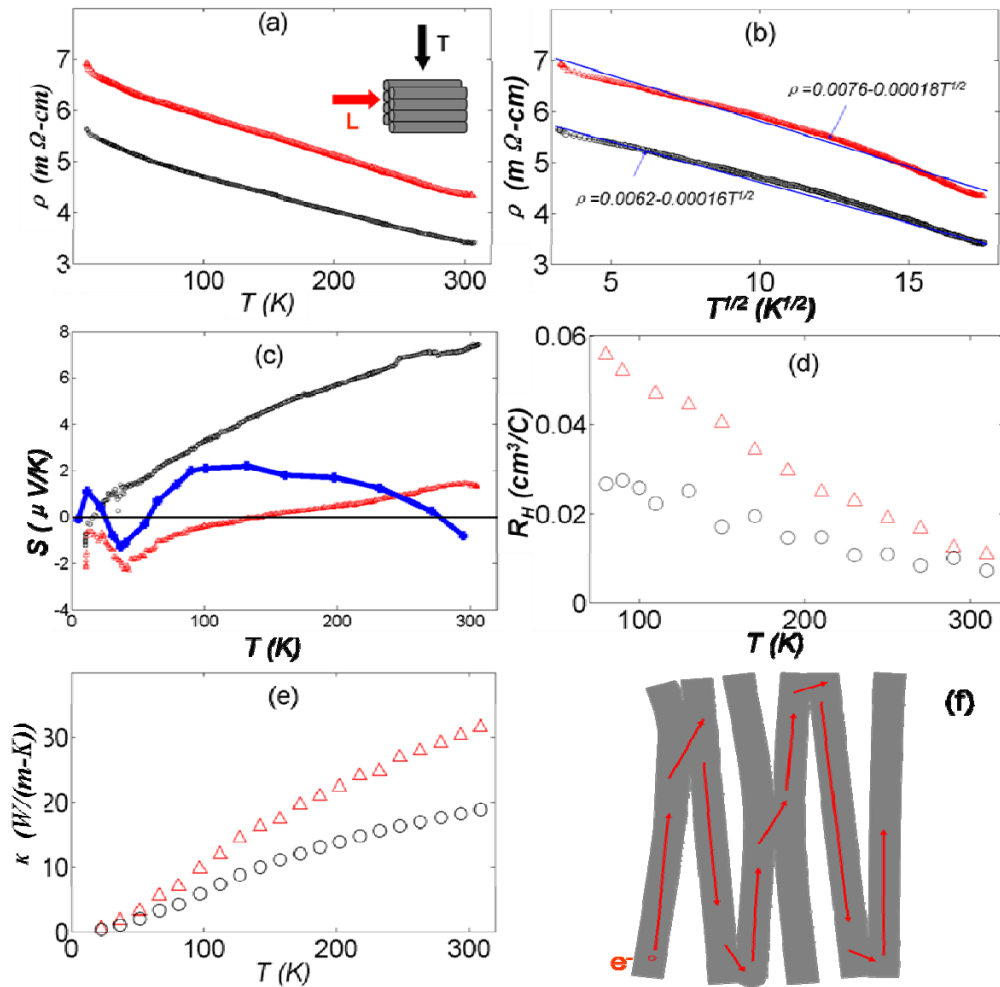 (a)
T
L
7
6
5
4
3
ρ (m Ω-cm)
100
200
300
T (K)
(b)
ρ=0.0076-0.00018T^1/2
ρ=0.0062-0.00016T^1/2
7
6
5
4
3
ρ (m Ω-cm)
5
10
15
T^1/2 (K^1/2)
(c)
8
6
4
2
0
-2
-4
S (μ V/K)
0
100
200
300
T (K)
(d)
0.06
0.04
0.02
0
R_H (cm^3/C)
100
200
300
T (K)
(e)
30
20
10
0
κ (W/(m-K))
0
100
200
300
T (K)
(f)
e^-